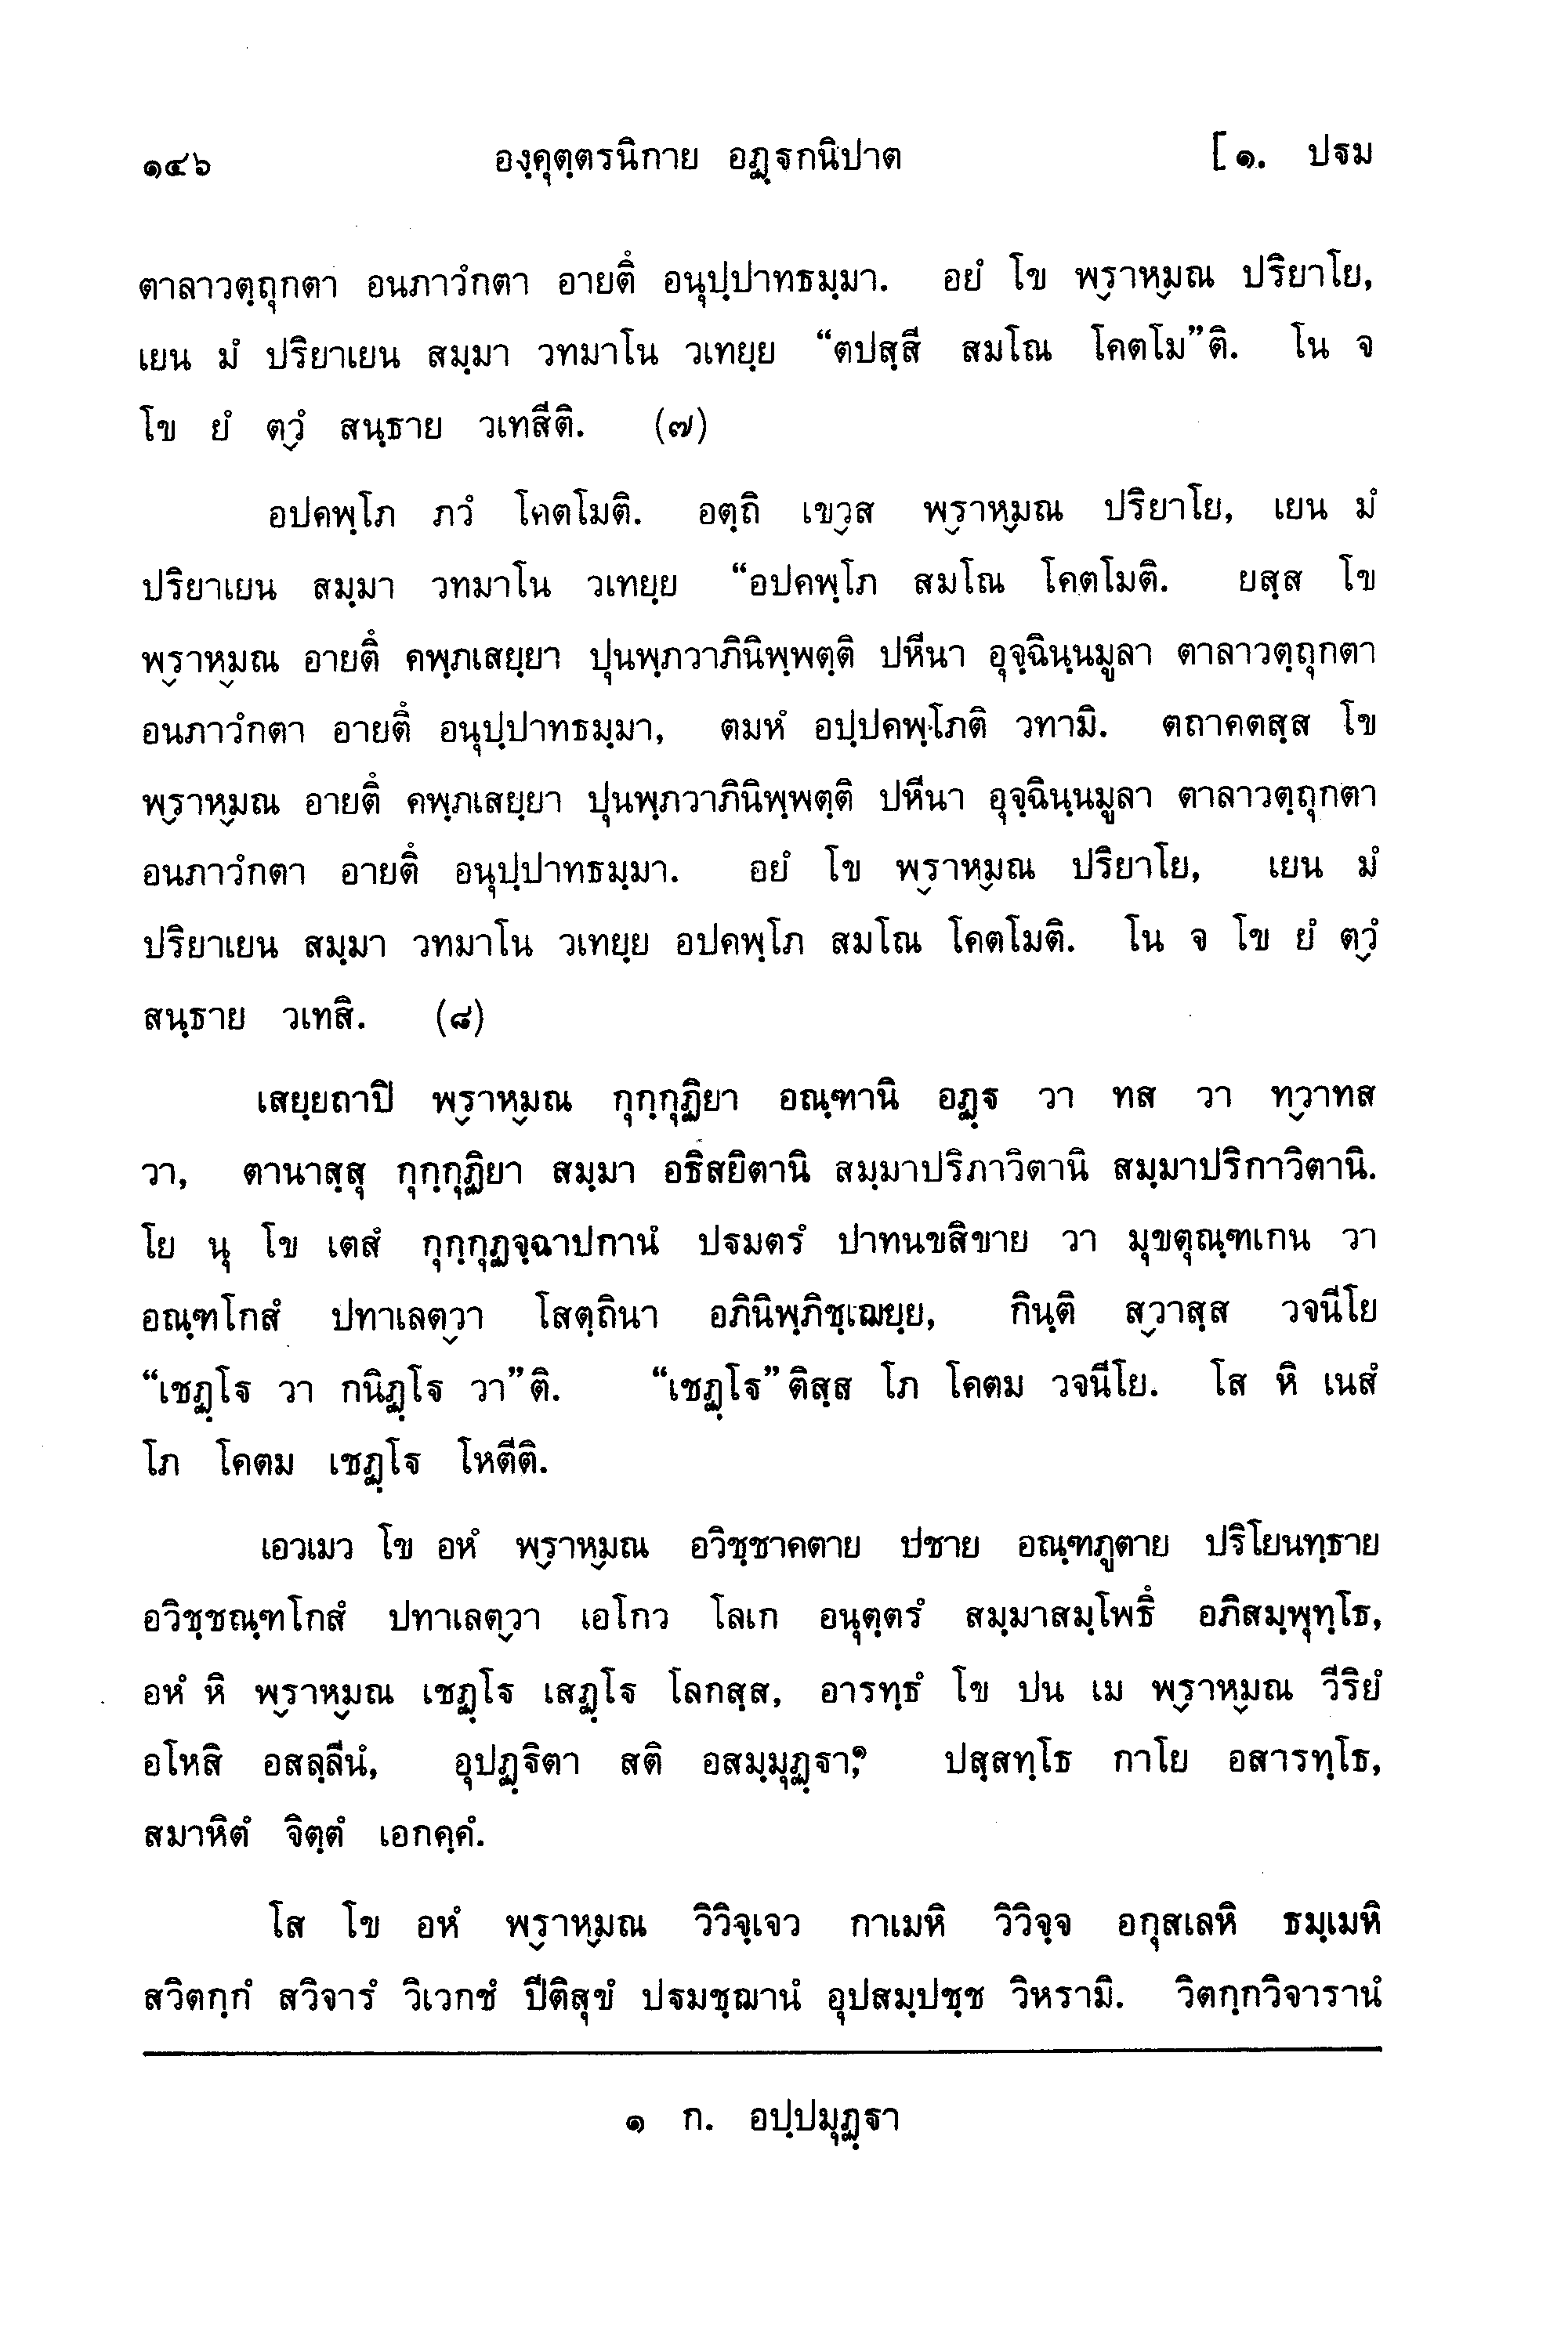 ๑๔๖ องฺคุตฺตรนิกาย อฏฺฐกนิปาต [ ๑. ปฐม
ตาลาวตฺถุกตา อนภาวํกตา อายตึ อนุปฺปาทธมฺมา. อยํ โข พฺราหฺมณ ปริยาโย,
เยน มํ ปริยาเยน สมฺมา วทมาโน วเทยฺย “ตปสฺสี สมโณ โคตโม”ติ. โน จ
โข ยํ ตฺวํ สนฺธาย วเทสีติ. (๗)
อปคพฺโภ ภวํ โคตโมติ. อตฺถิ เขฺวส พฺราหฺมณ ปริยาโย, เยน มํ
ปริยาเยน สมฺมา วทมาโน วเทยฺย “อปคพฺโภ สมโณ โคตโมติ. ยสฺส โข
พฺราหฺมณ อายตึ คพฺภเสยฺยา ปุนพฺภวาภินิพฺพตฺติ ปหีนา อุจฺฉินฺนมูลา ตาลาวตฺถุกตา
อนภาวํกตา อายตึ อนุปฺปาทธมฺมา, ตมหํ อปฺปคพฺโภติ วทามิ. ตถาคตสฺส โข
พฺราหฺมณ อายตึ คพฺภเสยฺยา ปุนพฺภวาภินิพฺพตฺติ ปหีนา อุจฺฉินฺนมูลา ตาลาวตฺถุกตา
อนภาวํกตา อายตึ อนุปฺปาทธมฺมา. อยํ โข พฺราหฺมณ ปริยาโย, เยน มํ
ปริยาเยน สมฺมา วทมาโน วเทยฺย อปคพฺโภ สมโณ โคตโมติ. โน จ โข ยํ ตฺวํ
สนฺธาย วเทสิ. (๘)
เสยฺยถาปิ พฺราหฺมณ กุกฺกุฏิยา อณฺฑานิ อฏฺฐ วา ทส วา ทฺวาทส
วา, ตานาสฺสุ กุกฺกุฏิยา สมฺมา อธิสยิตานิ สมฺมาปริภาวิตานิ สมฺมาปริภาวิตานิ.
โย นุ โข เตสํ กุกฺกุฏจฺฉาปกานํ ปฐมตรํ ปาทนขสิขาย วา มุขตุณฺฑเกน วา
อณฺฑโกสํ ปทาเลตฺวา โสตฺถินา อภินิพฺภิชฺเฌยฺย, กินฺติ สฺวาสฺส วจนีโย
“เชฏฺโฐ วา กนิฏฺโฐ วา”ติ. “เชฏฺโฐ”ติสฺส โภ โคตม วจนีโย. โส หิ เนสํ
โภ โคตม เชฏฺโฐ โหตีติ.
เอวเมว โข อหํ พฺราหฺมณ อวิชฺชาคตาย ปชาย อณฺฑภูตาย ปริโยนทฺธาย
อวิชฺชณฺฑโกสํ ปทาเลตฺวา เอโกว โลเก อนุตฺตรํ สมฺมาสมฺโพธึ อภิสมฺพุทฺโธ,
อหํ หิ พฺราหฺมณ เชฏฺโฐ เสฏฺโฐ โลกสฺส, อารทฺธํ โข ปน เม พฺราหฺมณ วีริยํ
อโหสิ อสลฺลีนํ, อุปฏฺฐิตา สติ อสมฺมุฏฺฐา,๑ ปสฺสทฺโธ กาโย อสารทฺโธ,
สมาหิตํ จิตฺตํ เอกคฺคํ.
โส โข อหํ พฺราหฺมณ วิวิจฺเจว กาเมหิ วิวิจฺจ อกุสเลหิ ธมฺเมหิ
สวิตกฺกํ สวิจารํ วิเวกชํ ปีติสุขํ ปฐมชฺฌานํ อุปสมฺปชฺช วิหรามิ. วิตกฺกวิจารานํ
๑ ก. อปฺปมุฏฺฐา